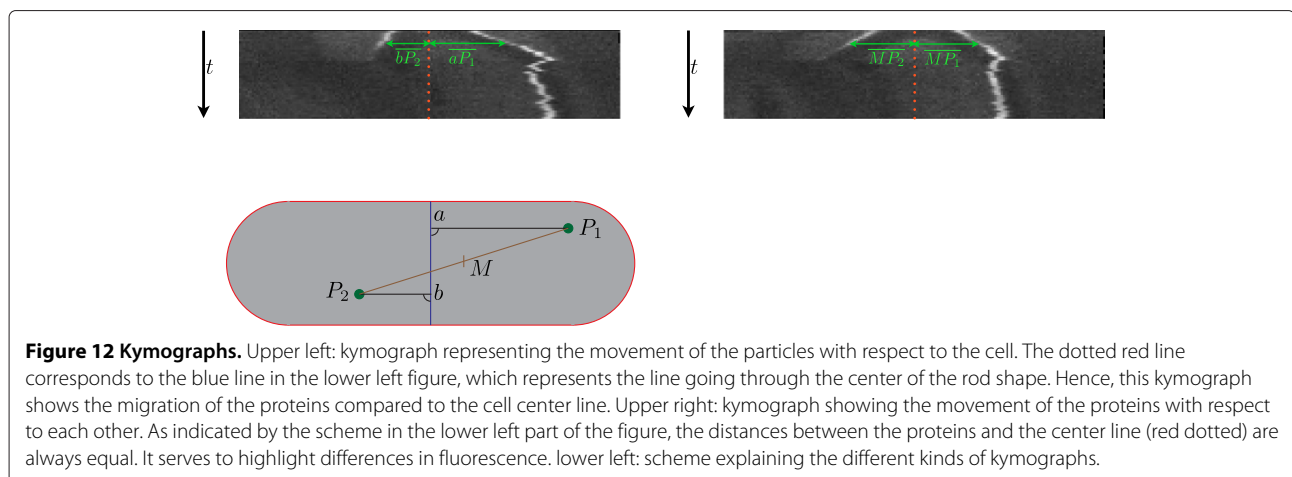 t
bP₂ aP₁
t
MP₂ MP₁
a
P₁
M
P₂
b
Figure 12 Kymographs. Upper left: kymograph representing the movement of the particles with respect to the cell. The dotted red line
corresponds to the blue line in the lower left figure, which represents the line going through the center of the rod shape. Hence, this kymograph
shows the migration of the proteins compared to the cell center line. Upper right: kymograph showing the movement of the proteins with respect
to each other. As indicated by the scheme in the lower left part of the figure, the distances between the proteins and the center line (red dotted) are
always equal. It serves to highlight differences in fluorescence. lower left: scheme explaining the different kinds of kymographs.